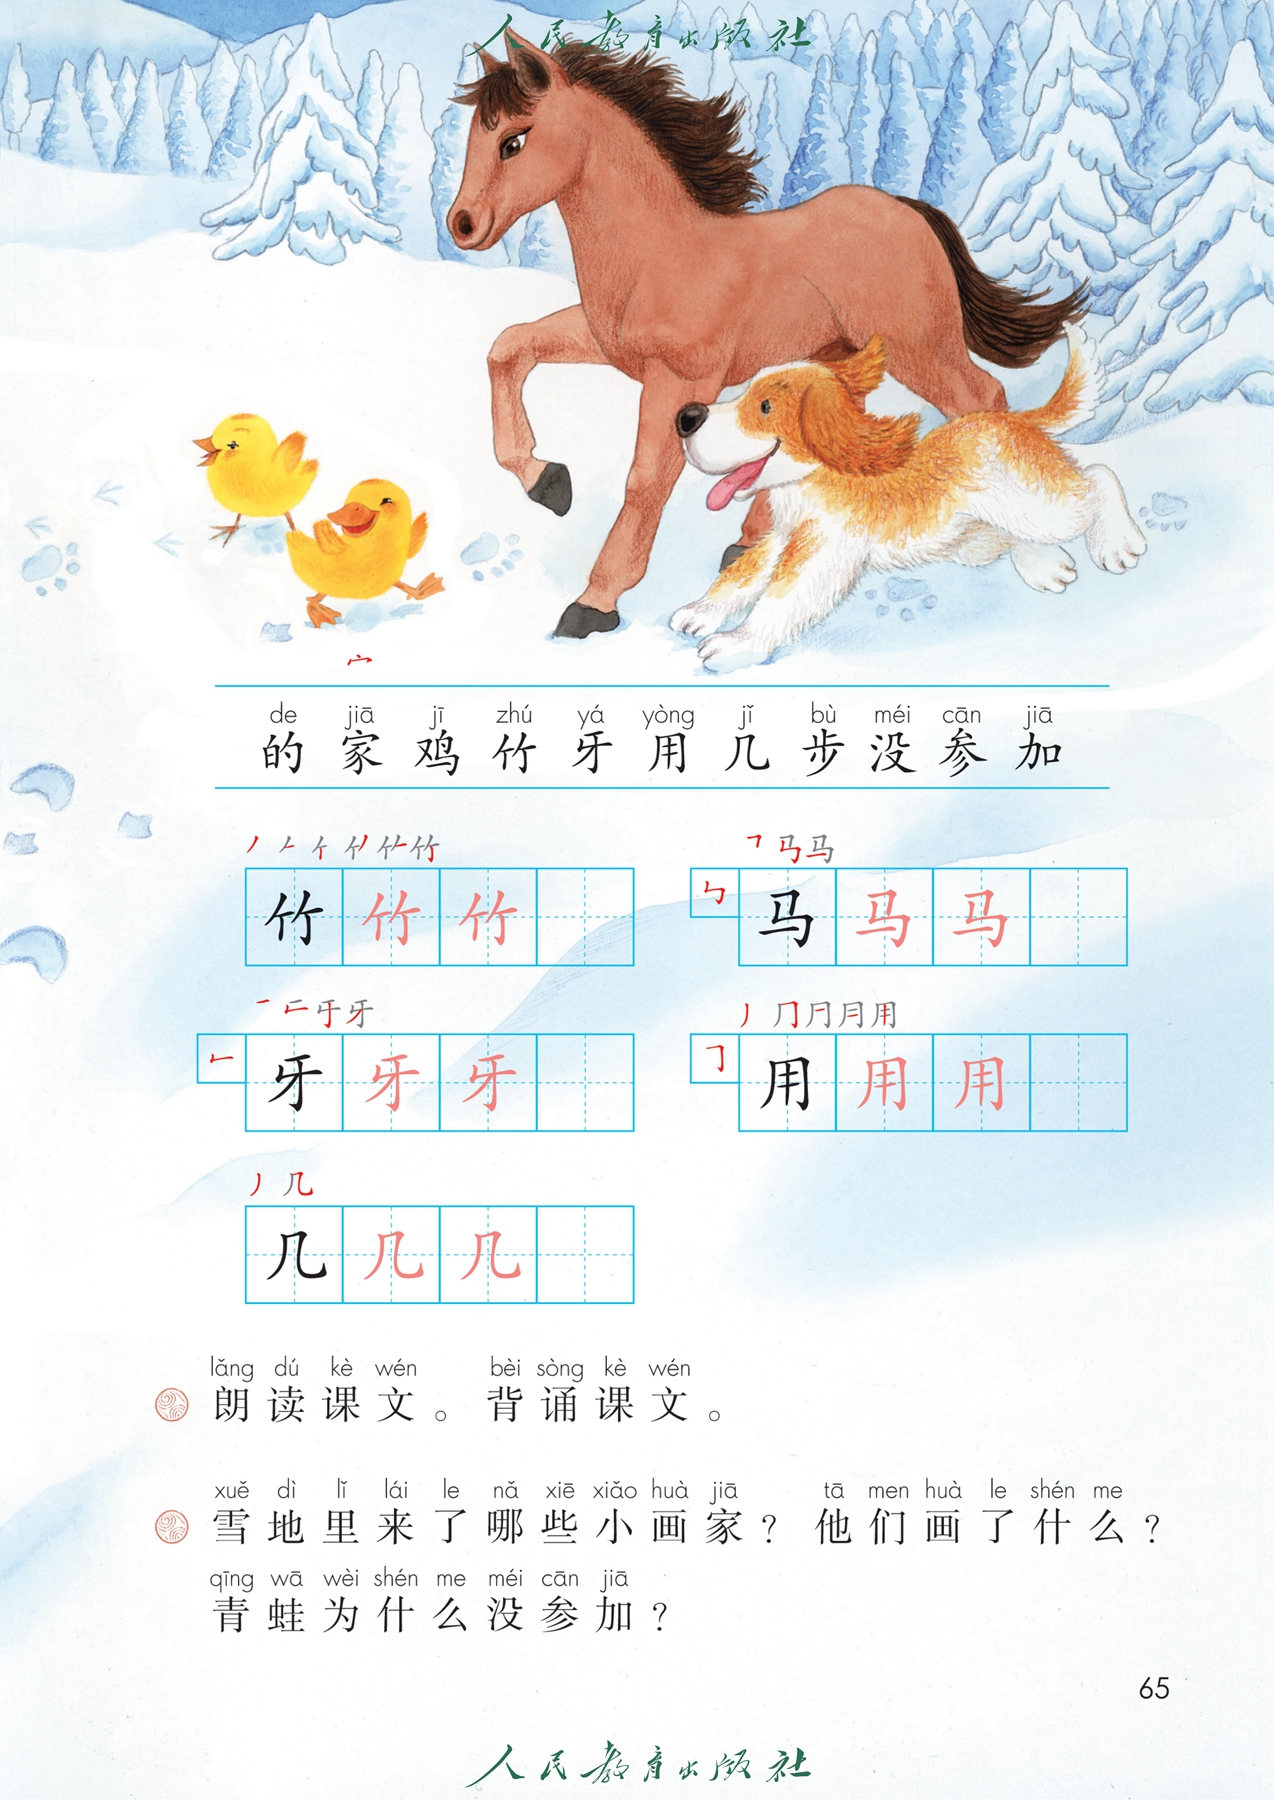 人民教育出版社
宀
de jiā jī zhú yá yòng jǐ bù méi cān jiā
的 家 鸡 竹 牙 用 几 步 没 参 加
竹 竹 竹
㇉ 马 马 马
㇗ 牙 牙 牙
㇆ 用 用 用
几 几 几
lǎng dú kè wén bèi sòng kè wén
朗读课文。背诵课文。
xuě dì lǐ lái le nǎ xiē xiǎo huà jiā tā men huà le shén me
雪地里来了哪些小画家？他们画了什么？
qīng wā wèi shén me méi cān jiā
青蛙为什么没参加？
65
人民教育出版社